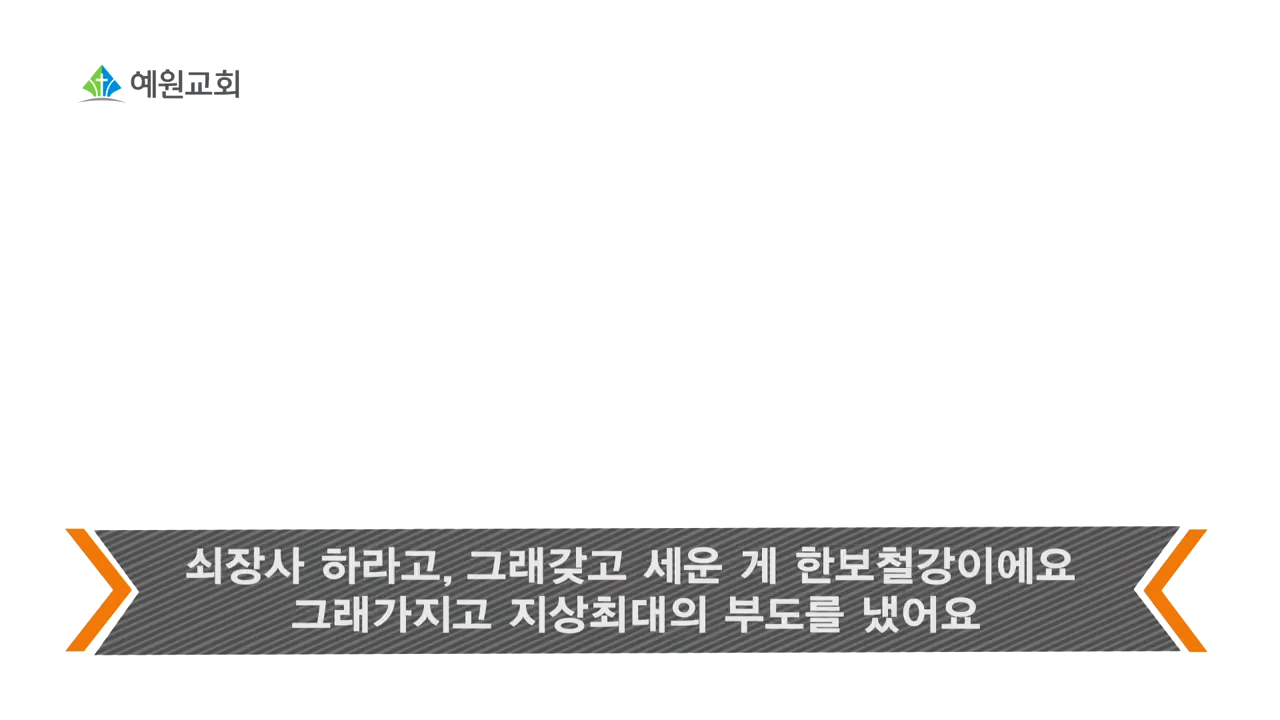 예원교회
쇠장사 하라고, 그래갖고 세운 게 한보철강이에요
그래가지고 지상최대의 부도를 냈어요